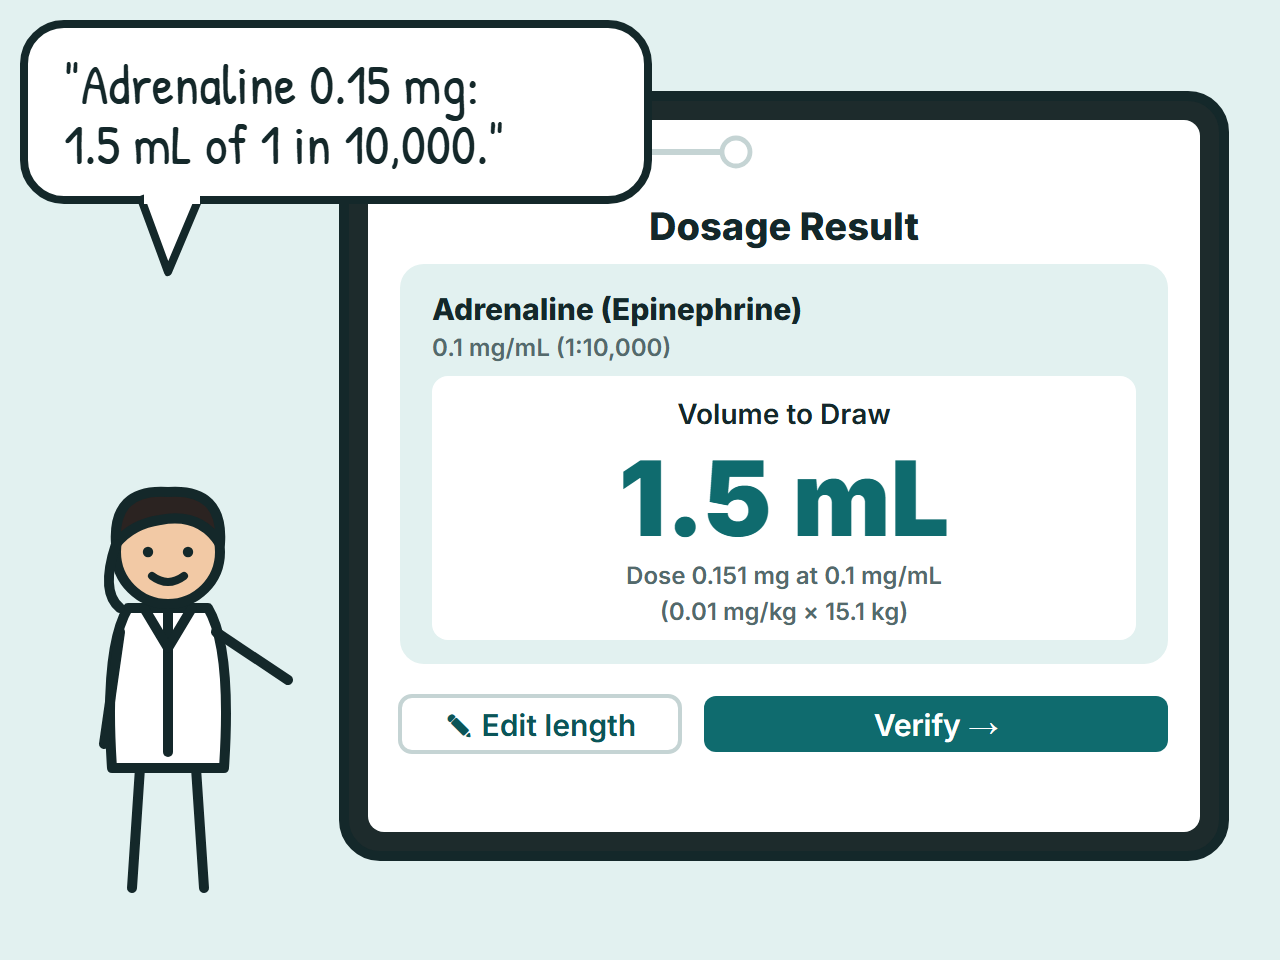 "Adrenaline 0.15 mg:
1.5 mL of 1 in 10,000."
Dosage Result
Adrenaline (Epinephrine)
0.1 mg/mL (1:10,000)
Volume to Draw
1.5 mL
Dose 0.151 mg at 0.1 mg/mL
(0.01 mg/kg × 15.1 kg)
Edit length
Verify →